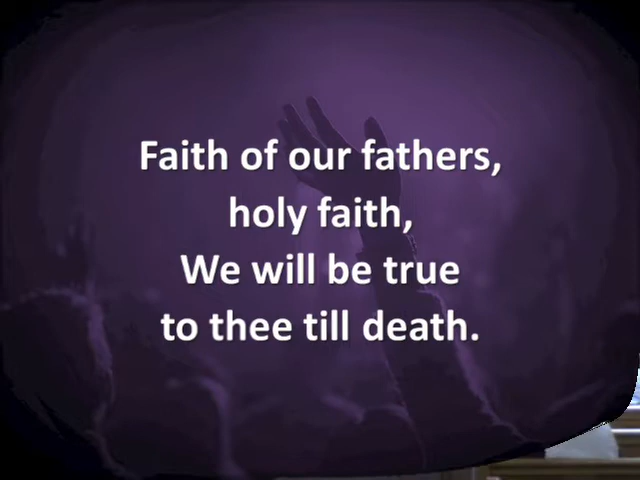 Faith of our fathers,
holy faith,
We will be true
to thee till death.